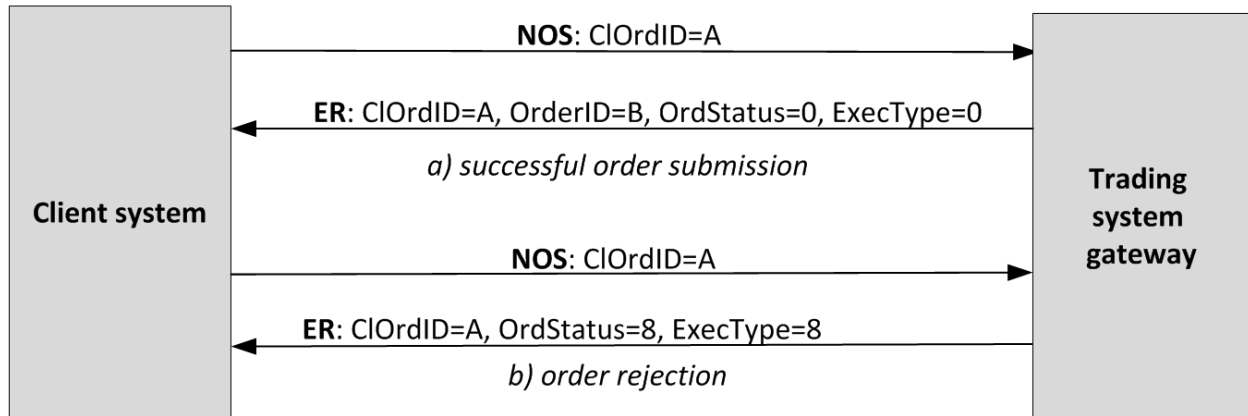 NOS: ClOrdID=A
ER: ClOrdID=A, OrderID=B, OrdStatus=0, ExecType=0
a) successful order submission
Client system
Trading
system
gateway
NOS: ClOrdID=A
ER: ClOrdID=A, OrdStatus=8, ExecType=8
b) order rejection